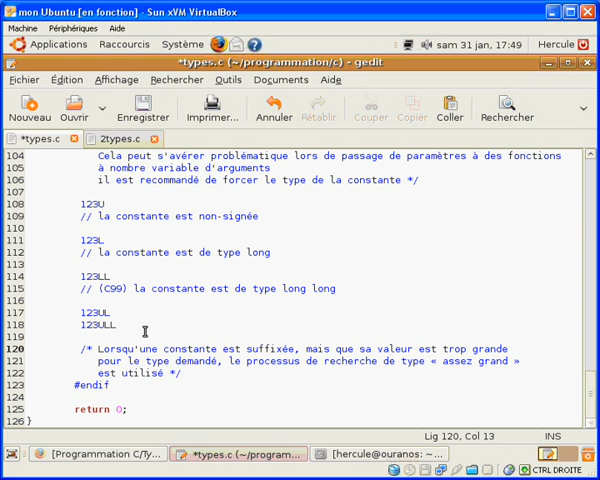 mon Ubuntu [en fonction] - Sun xVM VirtualBox
Machine Périphériques Aide
Applications Raccourcis Système sam 31 jan, 17:49 Hercule
*types.c (~/programmation/c) - gedit
Fichier Édition Affichage Rechercher Outils Documents Aide
Nouveau Ouvrir Enregistrer Imprimer... Annuler Rétablir Couper Copier Coller Rechercher
*types.c 2types.c
104 Cela peut s'avérer problématique lors de passage de paramètres à des fonctions
105 à nombre variable d'arguments
106 il est recommandé de forcer le type de la constante */
107
108 123U
109 // la constante est non-signée
110
111 123L
112 // la constante est de type long
113
114 123LL
115 // (C99) la constante est de type long long
116
117 123UL
118 123ULL
119
120 /* Lorsqu'une constante est suffixée, mais que sa valeur est trop grande
121 pour le type demandé, le processus de recherche de type « assez grand »
122 est utilisé */
123 #endif
124
125 return 0;
126 }
Lig 120, Col 13 INS
[Programmation C/Ty... *types.c (~/program... [hercule@ouranos: ~...
CTRL DROITE